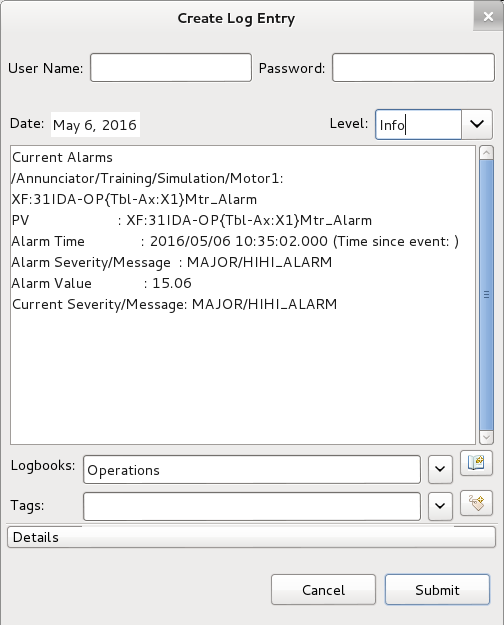 Create Log Entry
User Name: Password:
Date: May 6, 2016 Level: Info
Current Alarms
/Annunciator/Training/Simulation/Motor1:
XF:31IDA-OP{Tbl-Ax:X1}Mtr_Alarm
PV : XF:31IDA-OP{Tbl-Ax:X1}Mtr_Alarm
Alarm Time : 2016/05/06 10:35:02.000 (Time since event: )
Alarm Severity/Message : MAJOR/HIHI_ALARM
Alarm Value : 15.06
Current Severity/Message: MAJOR/HIHI_ALARM
Logbooks: Operations
Tags:
Details
Cancel Submit